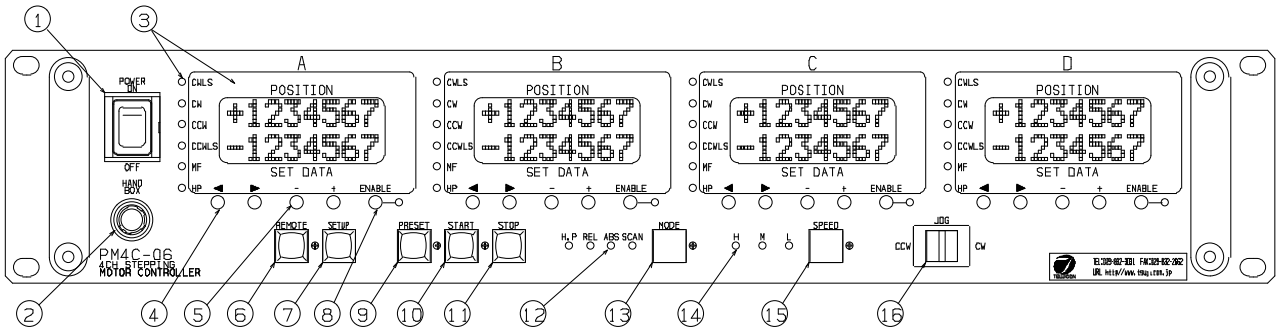 1 3
A B C D
POWER
ON
OFF
HAND
BOX
2
PM4C-06
4CH STEPPING
MOTOR CONTROLLER
CWLS
CW
CCW
CCWLS
MF
HP
POSITION
+1234567
-1234567
SET DATA
◀ ▶ - + ENABLE
CWLS
CW
CCW
CCWLS
MF
HP
POSITION
+1234567
-1234567
SET DATA
◀ ▶ - + ENABLE
CWLS
CW
CCW
CCWLS
MF
HP
POSITION
+1234567
-1234567
SET DATA
◀ ▶ - + ENABLE
CWLS
CW
CCW
CCWLS
MF
HP
POSITION
+1234567
-1234567
SET DATA
◀ ▶ - + ENABLE
REMOTE SETUP PRESET START STOP
H.P REL ABS SCAN
MODE
H M L
SPEED
JOG
CCW CW
4 5 6 7 8 9 10 11 12 13 14 15 16